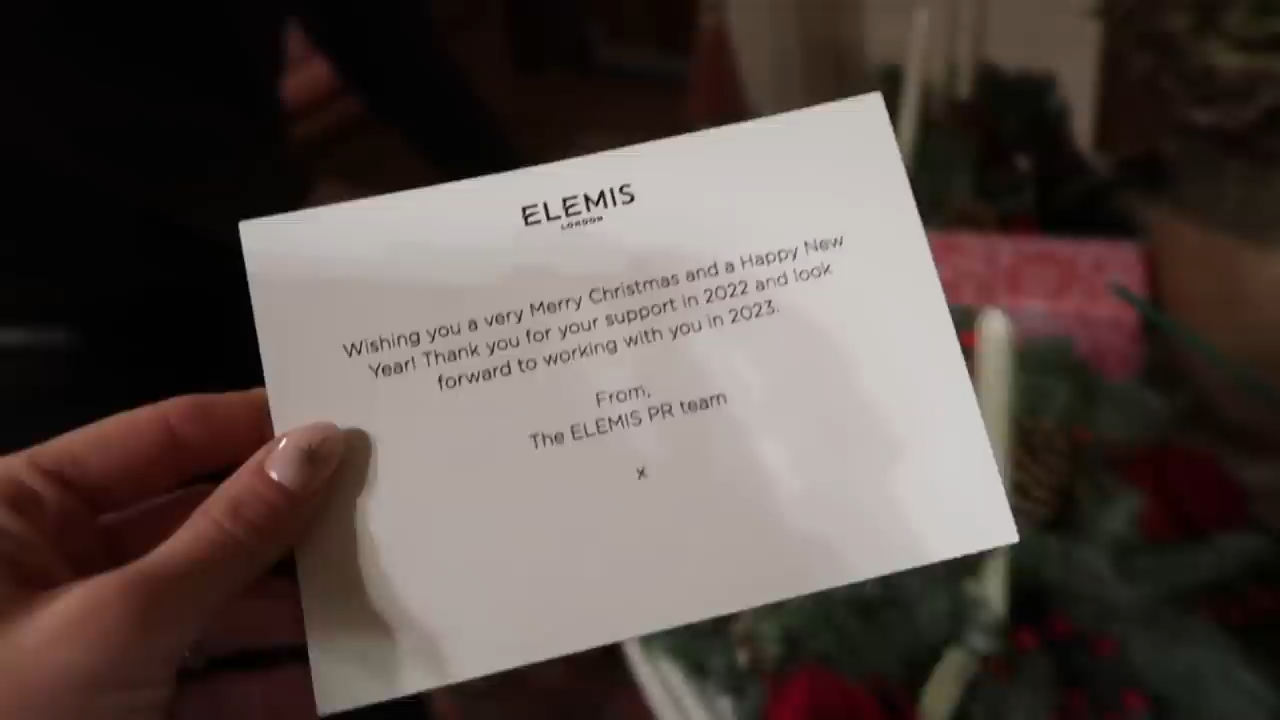 ELEMIS
LONDON
Wishing you a very Merry Christmas and a Happy New
Year! Thank you for your support in 2022 and look
forward to working with you in 2023.
From,
The ELEMIS PR team
x